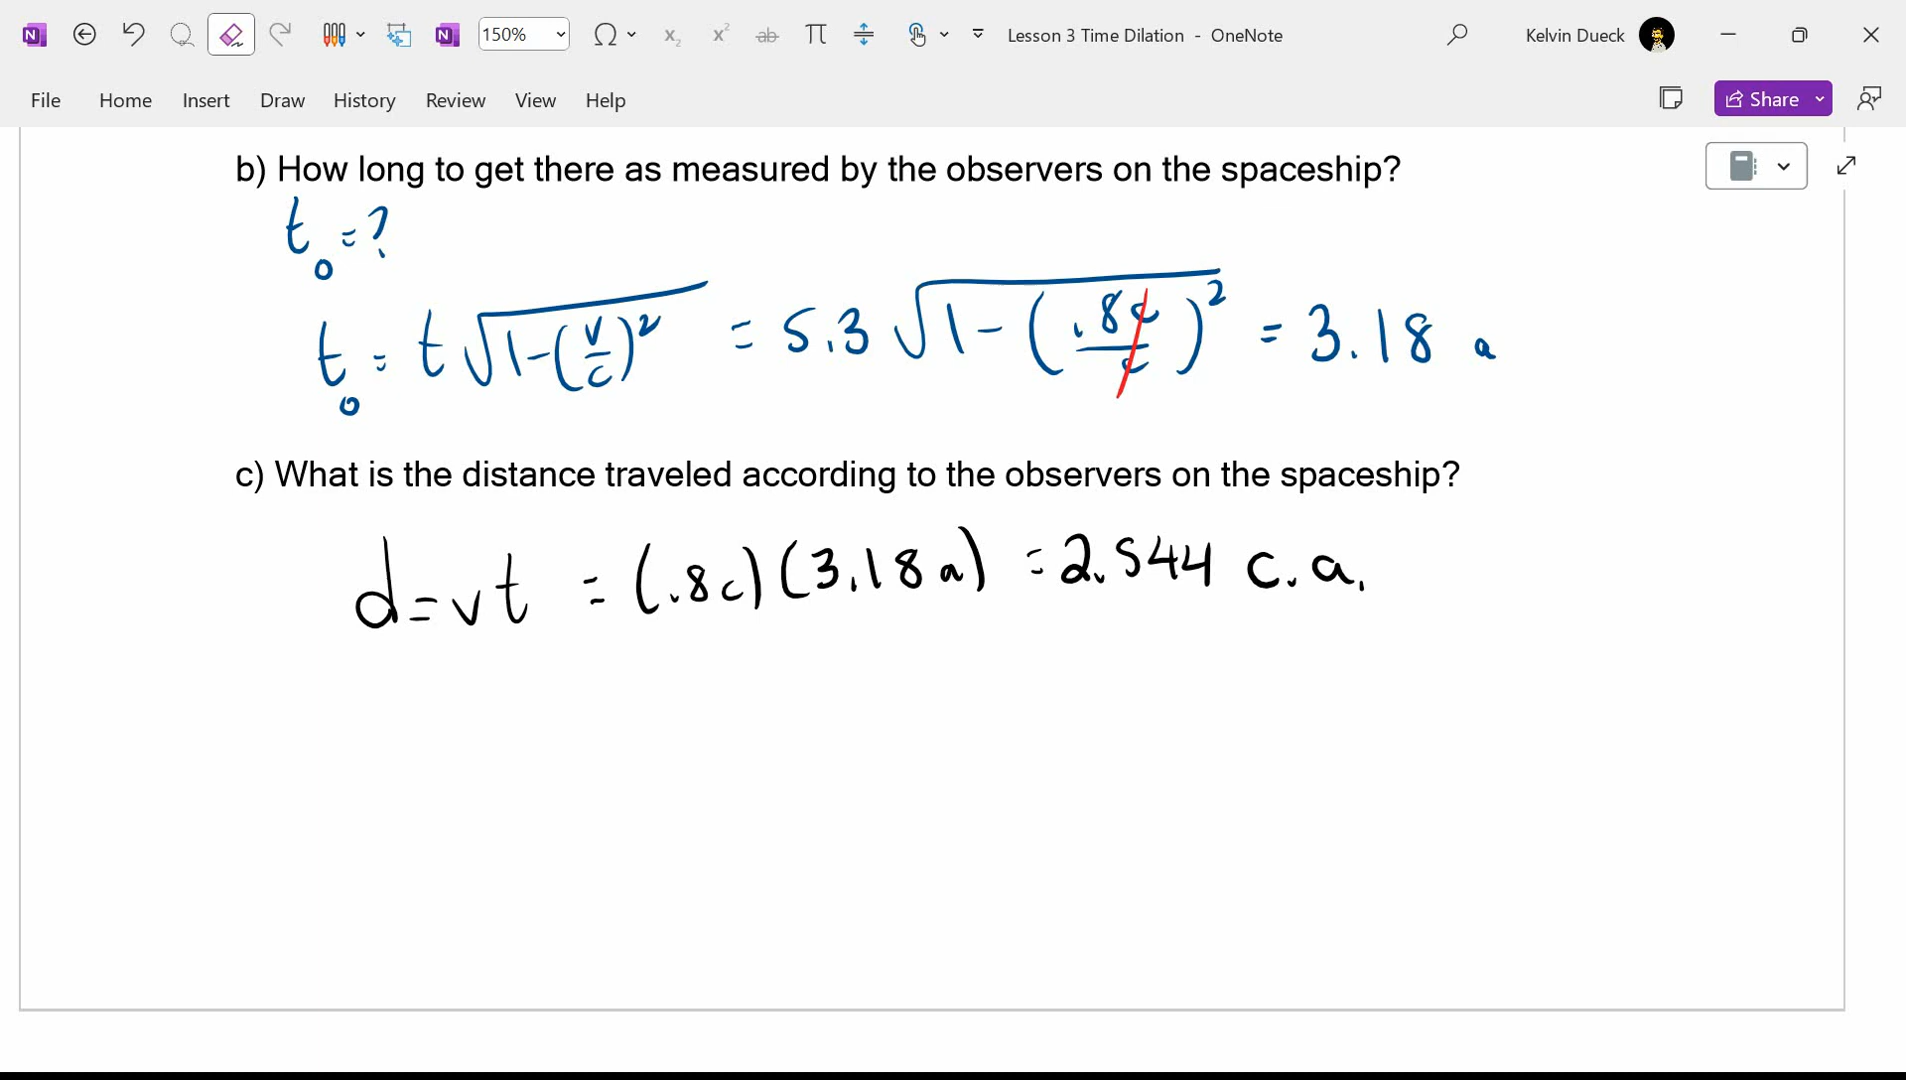 150% Ω x₂ x² ab π Lesson 3 Time Dilation - OneNote Kelvin Dueck
File Home Insert Draw History Review View Help Share
b) How long to get there as measured by the observers on the spaceship?
t₀ = ?
t₀ = t √(1-(v/c)²) = 5.3 √(1-(.8c/c)²) = 3.18 a
c) What is the distance traveled according to the observers on the spaceship?
d = vt = (.8c)(3.18 a) = 2.544 c.a.